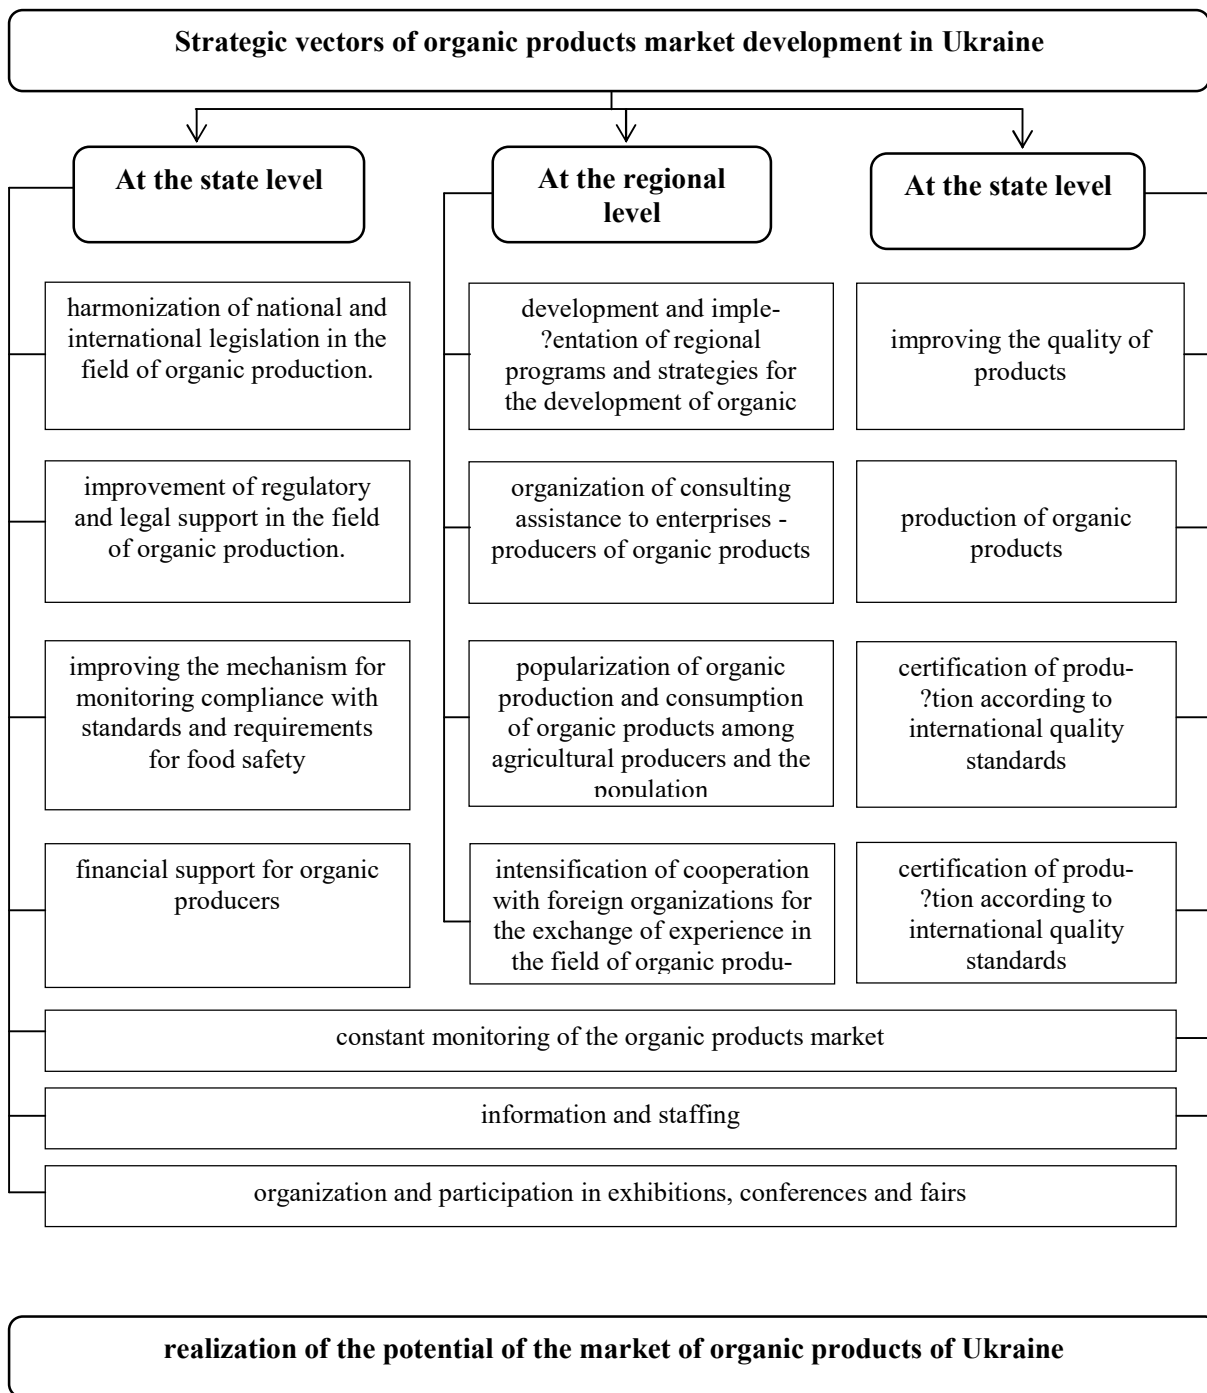 Strategic vectors of organic products market development in Ukraine
At the state level
At the regional
level
At the state level
harmonization of national and
international legislation in the
field of organic production.
development and imple-
?entation of regional
programs and strategies for
the development of organic
improving the quality of
products
improvement of regulatory
and legal support in the field
of organic production.
organization of consulting
assistance to enterprises -
producers of organic products
production of organic
products
improving the mechanism for
monitoring compliance with
standards and requirements
for food safety
popularization of organic
production and consumption
of organic products among
agricultural producers and the
population
certification of produ-
?tion according to
international quality
standards
financial support for organic
producers
intensification of cooperation
with foreign organizations for
the exchange of experience in
the field of organic produ-
certification of produ-
?tion according to
international quality
standards
constant monitoring of the organic products market
information and staffing
organization and participation in exhibitions, conferences and fairs
realization of the potential of the market of organic products of Ukraine